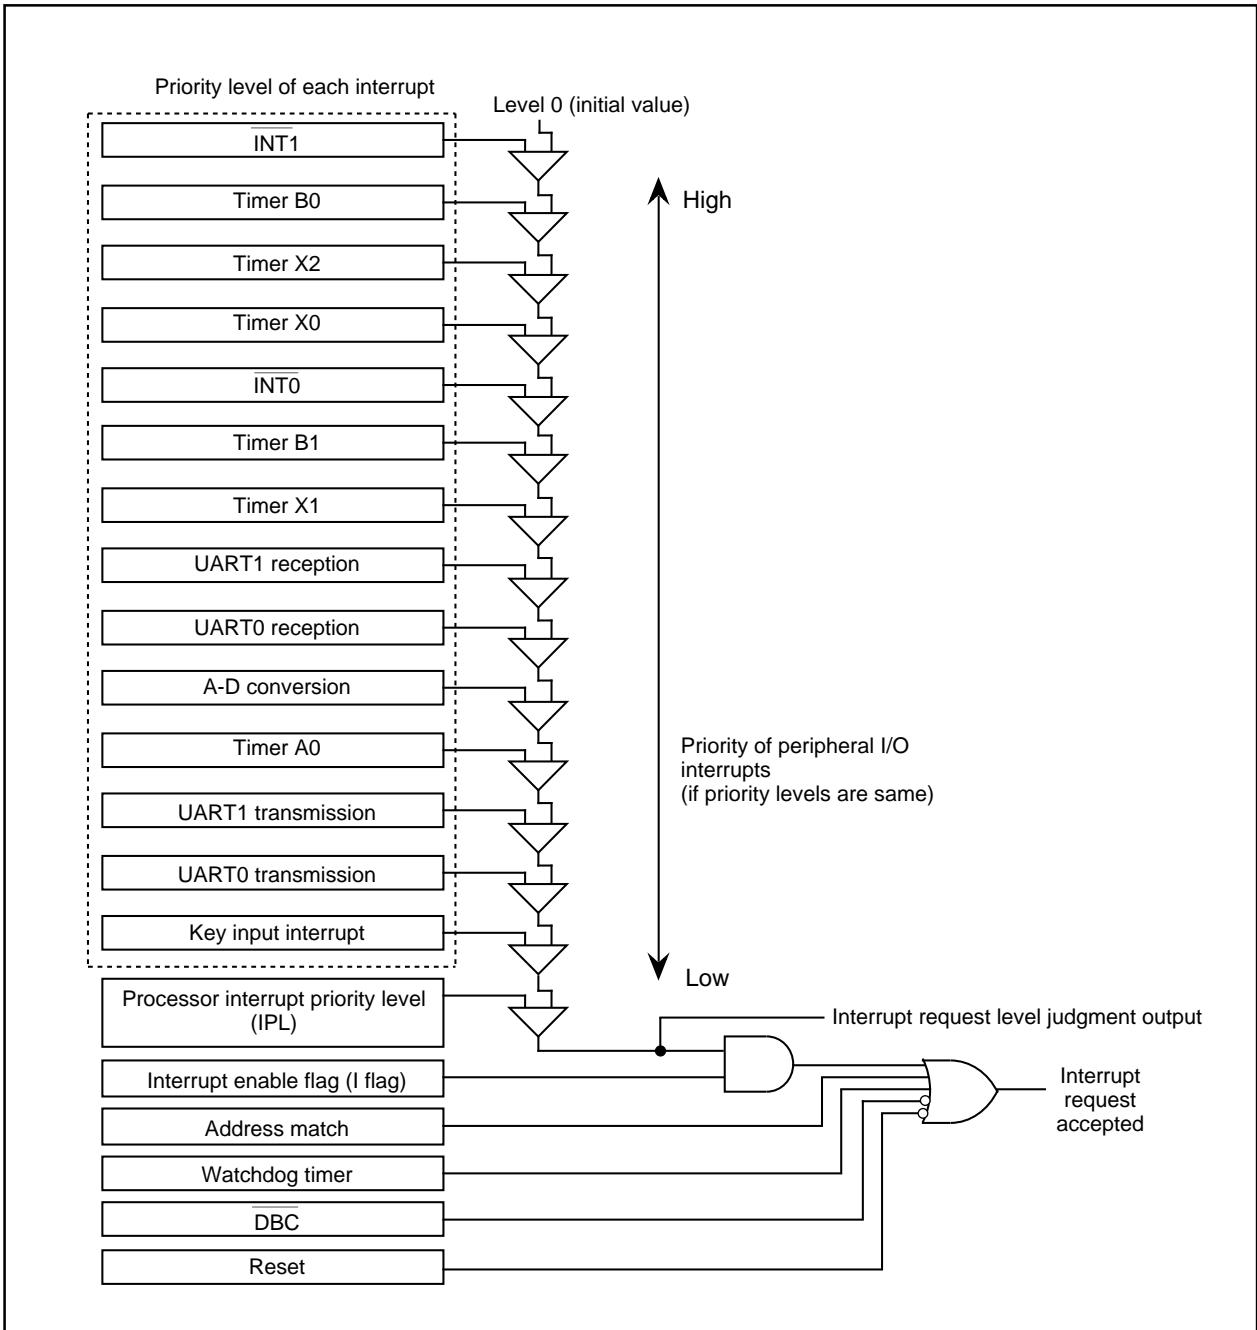 Priority level of each interrupt
Level 0 (initial value)
INT1
Timer B0
High
Timer X2
Timer X0
INT0
Timer B1
Timer X1
UART1 reception
UART0 reception
A-D conversion
Timer A0
Priority of peripheral I/O
interrupts
(if priority levels are same)
UART1 transmission
UART0 transmission
Key input interrupt
Low
Processor interrupt priority level
(IPL)
Interrupt request level judgment output
Interrupt enable flag (I flag)
Interrupt
request
accepted
Address match
Watchdog timer
DBC
Reset